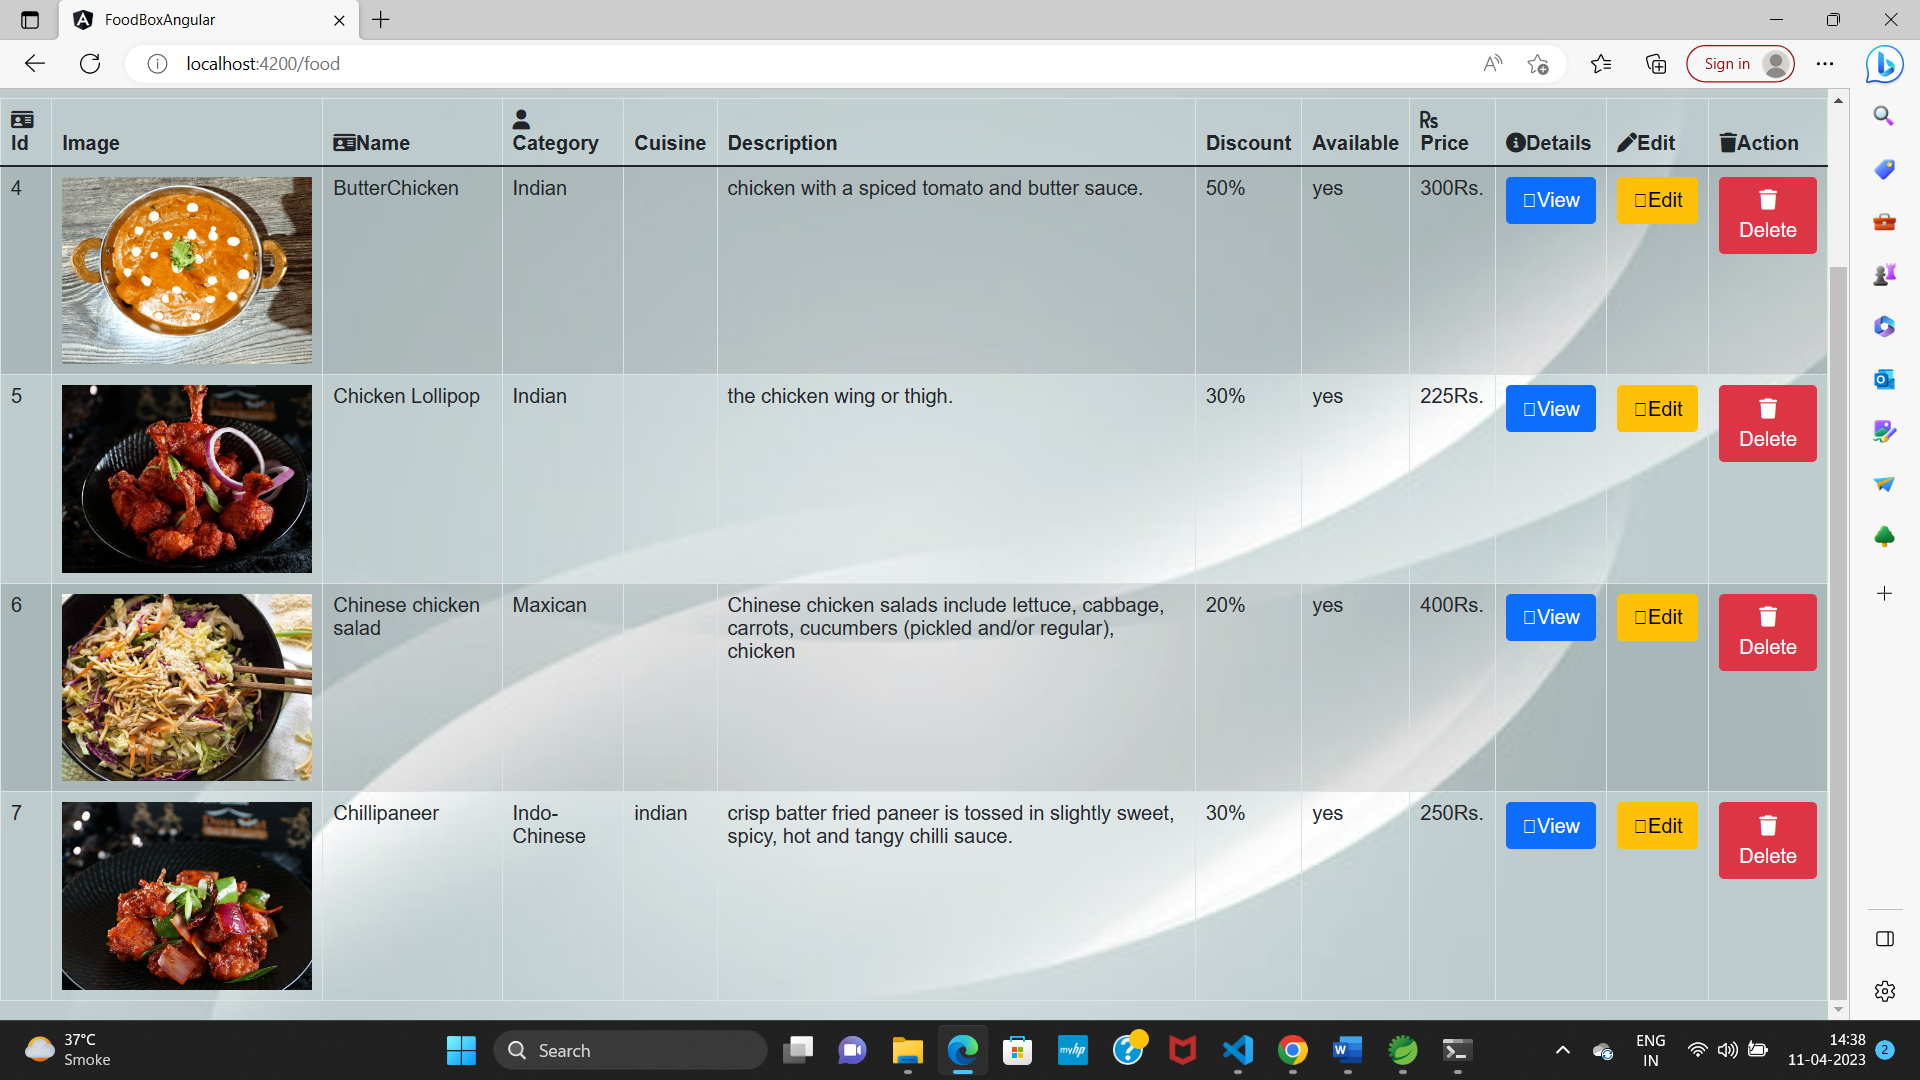 FoodBoxAngular
localhost:4200/food
Sign in
Id Image Name Category Cuisine Description Discount Available Rs Price Details Edit Action
4 ButterChicken Indian chicken with a spiced tomato and butter sauce. 50% yes 300Rs. View Edit Delete
5 Chicken Lollipop Indian the chicken wing or thigh. 30% yes 225Rs. View Edit Delete
6 Chinese chicken Maxican Chinese chicken salads include lettuce, cabbage, 20% yes 400Rs. View Edit
salad carrots, cucumbers (pickled and/or regular), Delete
chicken
7 Chillipaneer Indo- indian crisp batter fried paneer is tossed in slightly sweet, 30% yes 250Rs. View Edit
Chinese spicy, hot and tangy chilli sauce. Delete
37°C
Smoke
Search
myhp
ENG
IN
14:38
11-04-2023
2